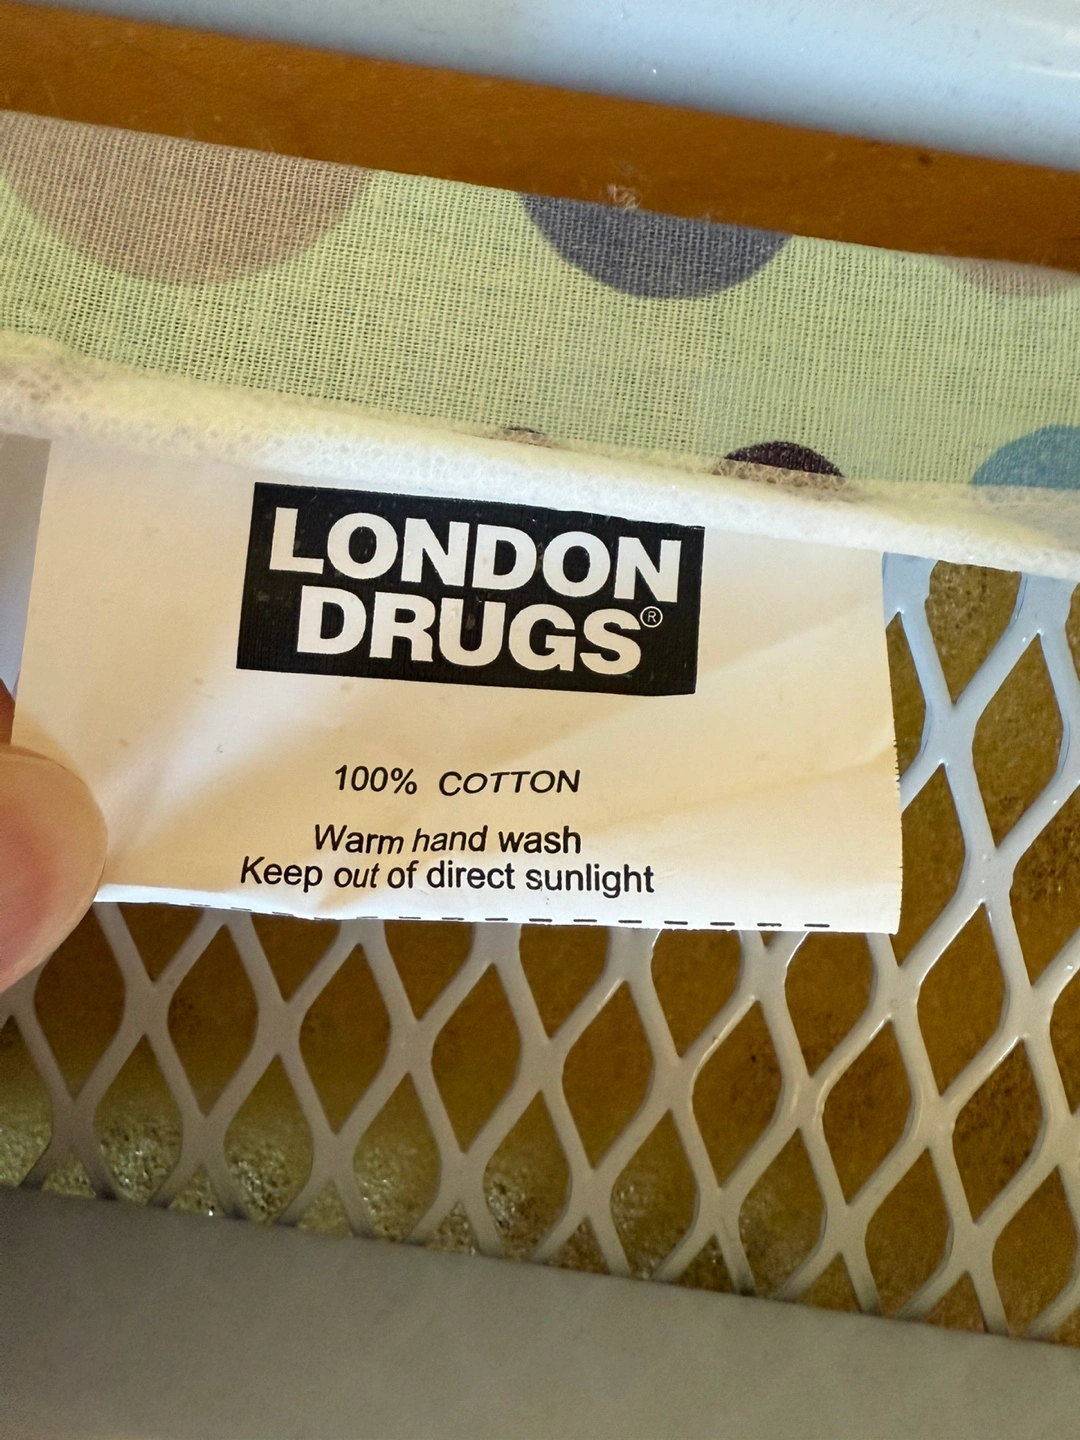 LONDON
DRUGS®
100% COTTON
Warm hand wash
Keep out of direct sunlight